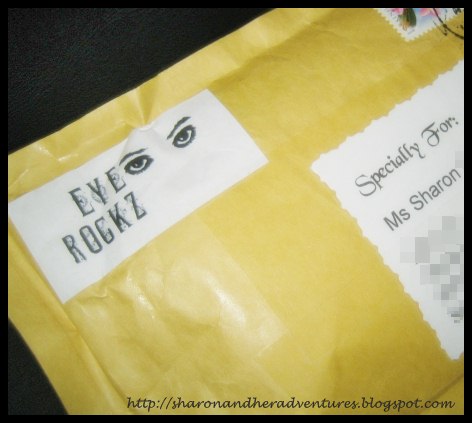 EYE
ROCKZ
Specially For:
Ms Sharon
http://sharonandheradventures.blogspot.com